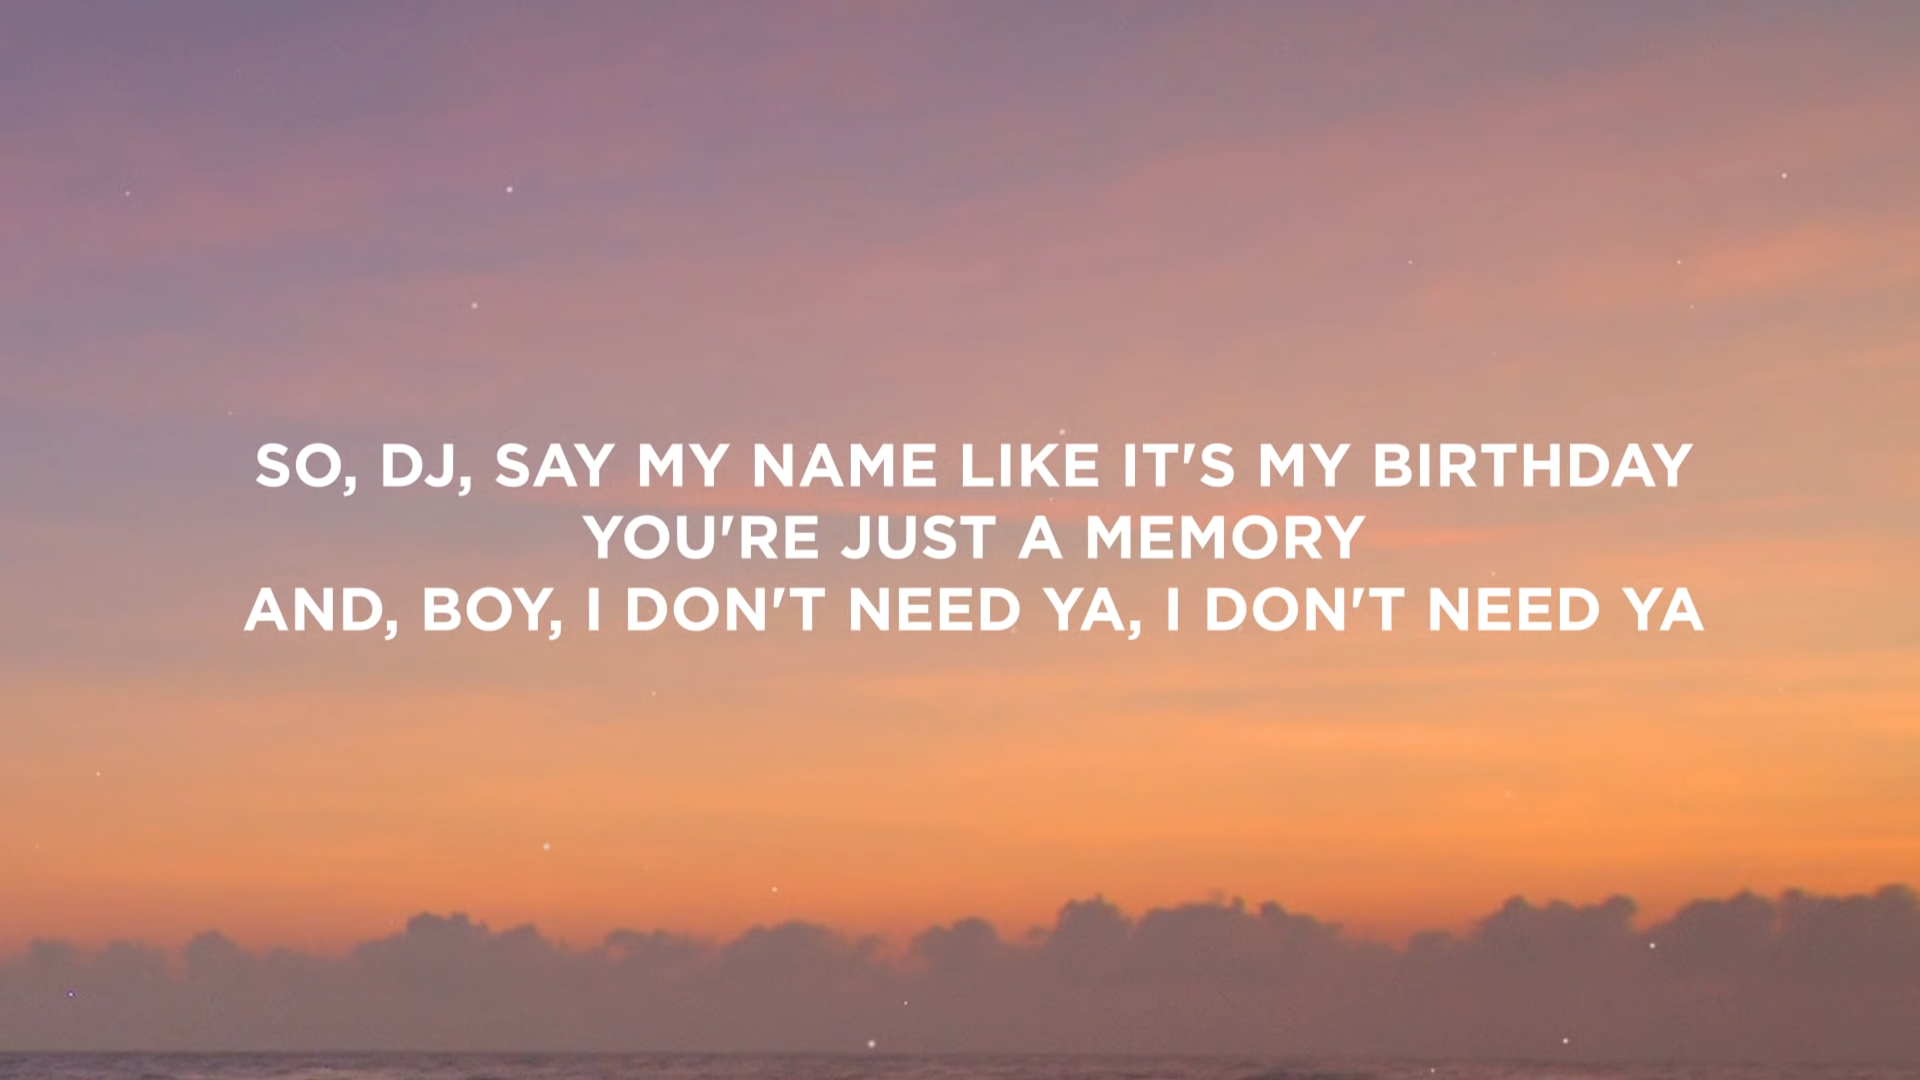 SO, DJ, SAY MY NAME LIKE IT'S MY BIRTHDAY
YOU'RE JUST A MEMORY
AND, BOY, I DON'T NEED YA, I DON'T NEED YA